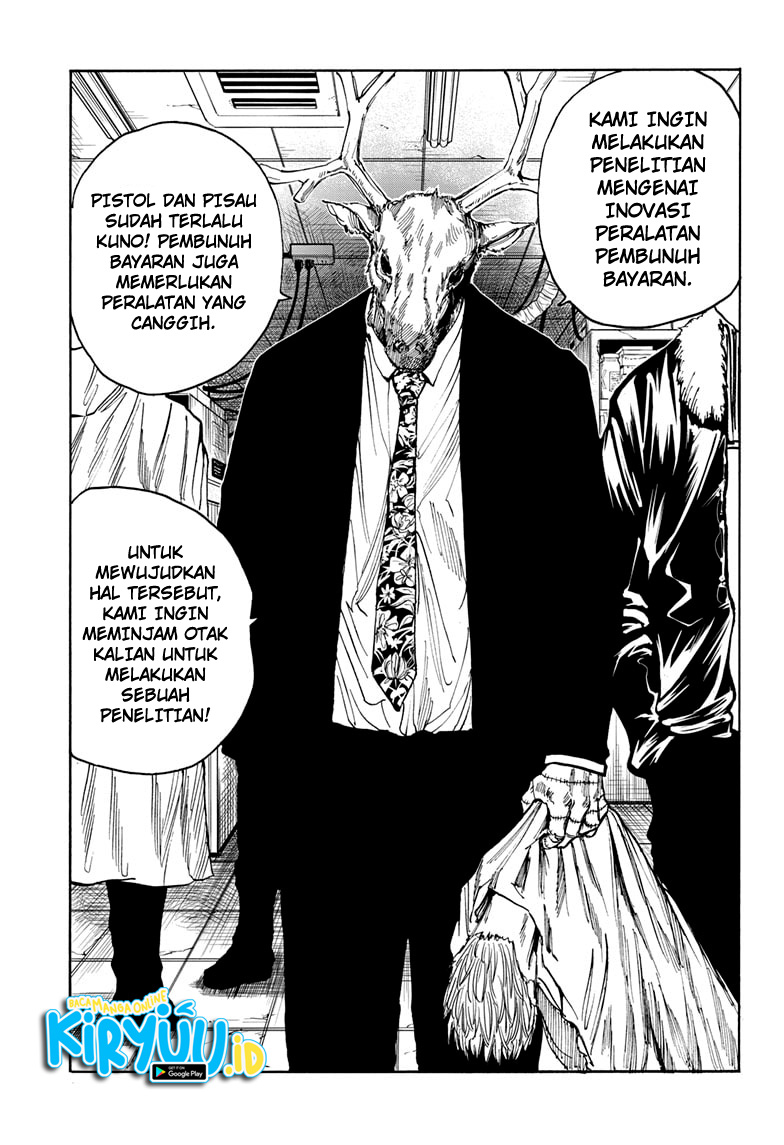 KAMI INGIN
MELAKUKAN
PENELITIAN
MENGENAI
INOVASI
PERALATAN
PEMBUNUH
BAYARAN.
PISTOL DAN PISAU
SUDAH TERLALU
KUNO! PEMBUNUH
BAYARAN JUGA
MEMERLUKAN
PERALATAN YANG
CANGGIH.
UNTUK
MEWUJUDKAN
HAL TERSEBUT,
KAMI INGIN
MEMINJAM OTAK
KALIAN UNTUK
MELAKUKAN
SEBUAH
PENELITIAN!
BACA MANGA ONLINE
KIRYUU.ID
GET IT ON
Google Play